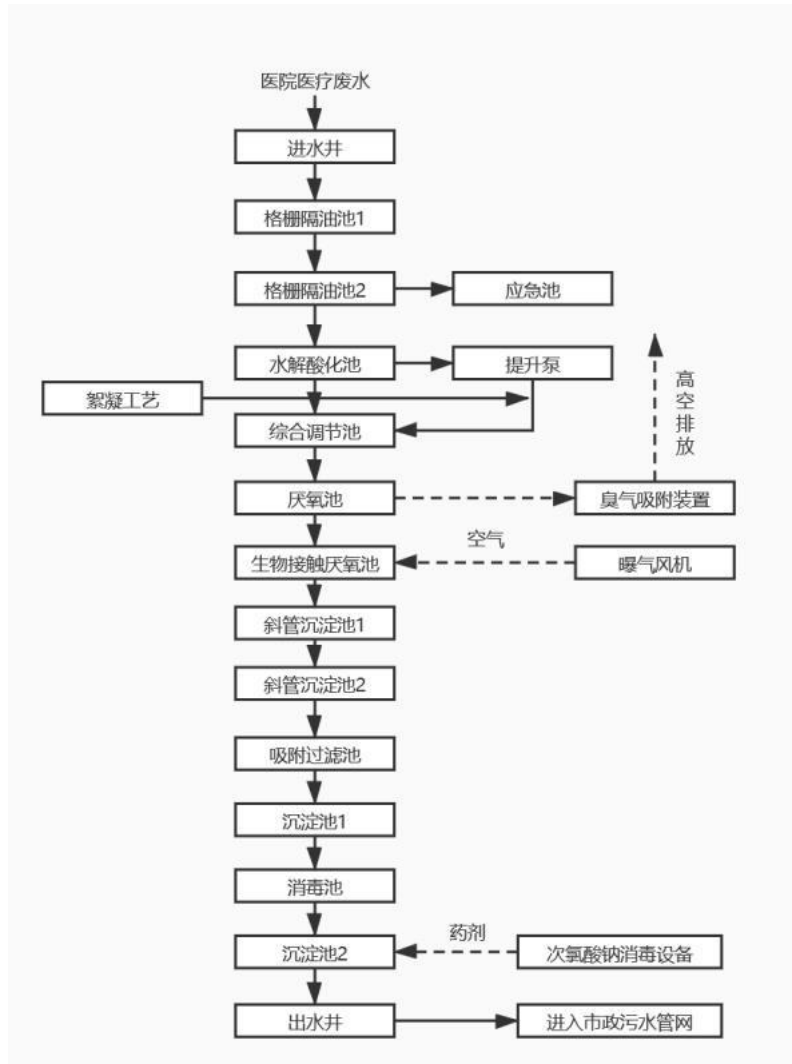 医院医疗废水
进水井
格栅隔油池1
格栅隔油池2
应急池
水解酸化池
提升泵
絮凝工艺
综合调节池
高空排放
厌氧池
臭气吸附装置
空气
生物接触厌氧池
曝气风机
斜管沉淀池1
斜管沉淀池2
吸附过滤池
沉淀池1
消毒池
药剂
沉淀池2
次氯酸钠消毒设备
出水井
进入市政污水管网